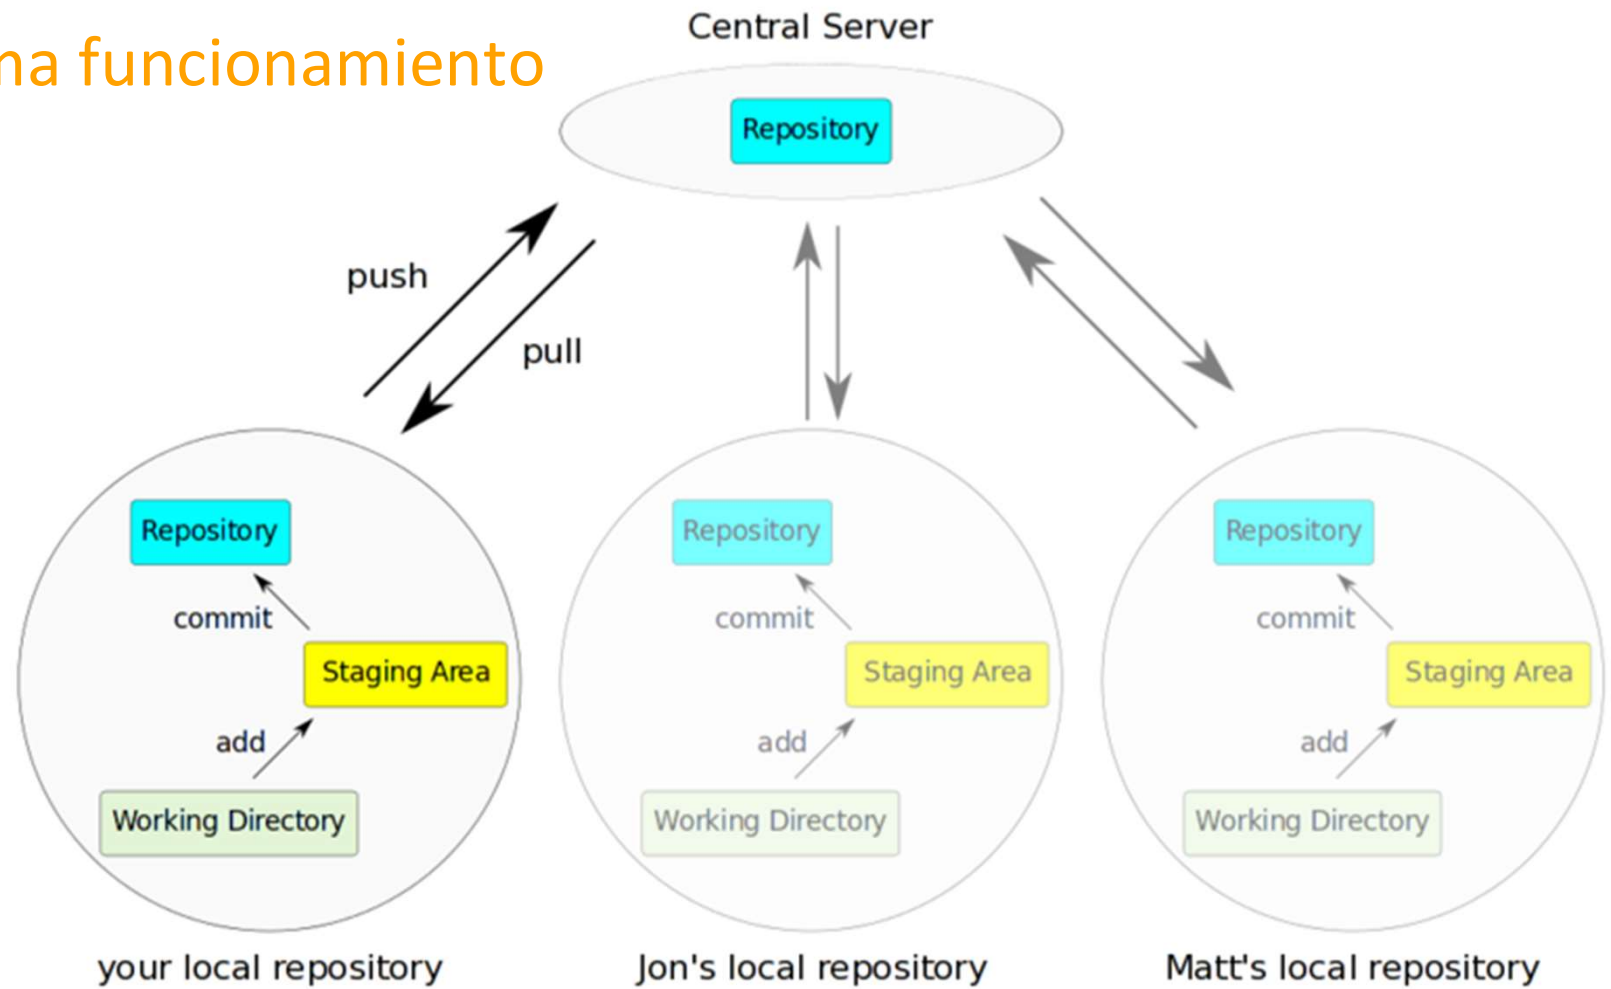 Central Server
ma funcionamiento
Repository
push
pull
Repository
commit
Staging Area
add
Working Directory
your local repository
Repository
commit
Staging Area
add
Working Directory
Jon's local repository
Repository
commit
Staging Area
add
Working Directory
Matt's local repository